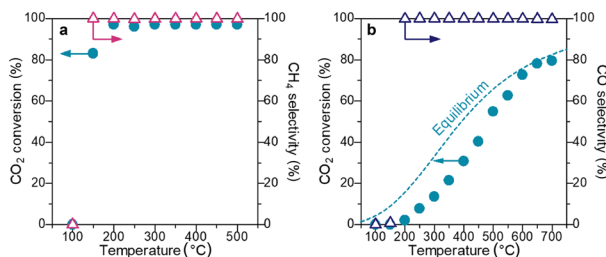 a
CO2 conversion (%)
100
80
60
40
20
0
100 200 300 400 500
Temperature (°C)
100
80
60
40
20
0
CH4 selectivity (%)
b
CO2 conversion (%)
100
80
60
40
20
0
Equilibrium
100 200 300 400 500 600 700
Temperature (°C)
100
80
60
40
20
0
CO selectivity (%)